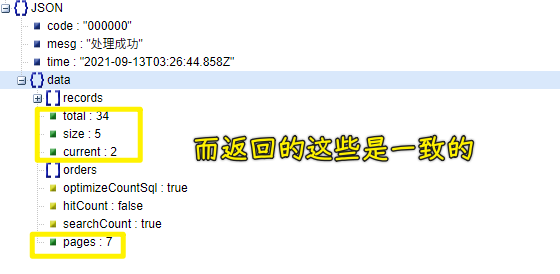 JSON
code : "000000"
mesg : "处理成功"
time : "2021-09-13T03:26:44.858Z"
data
records
total : 34
size : 5
current : 2
而返回的这些是一致的
orders
optimizeCountSql : true
hitCount : false
searchCount : true
pages : 7